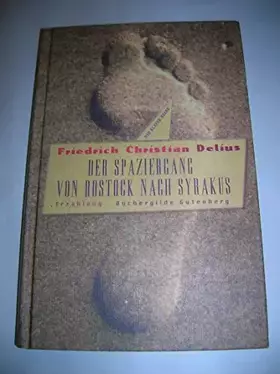 Friedrich Christian Delius
DER SPAZIERGANG
VON ROSTOCK NACH SYRAKUS
Erzählung Büchergilde Gutenberg